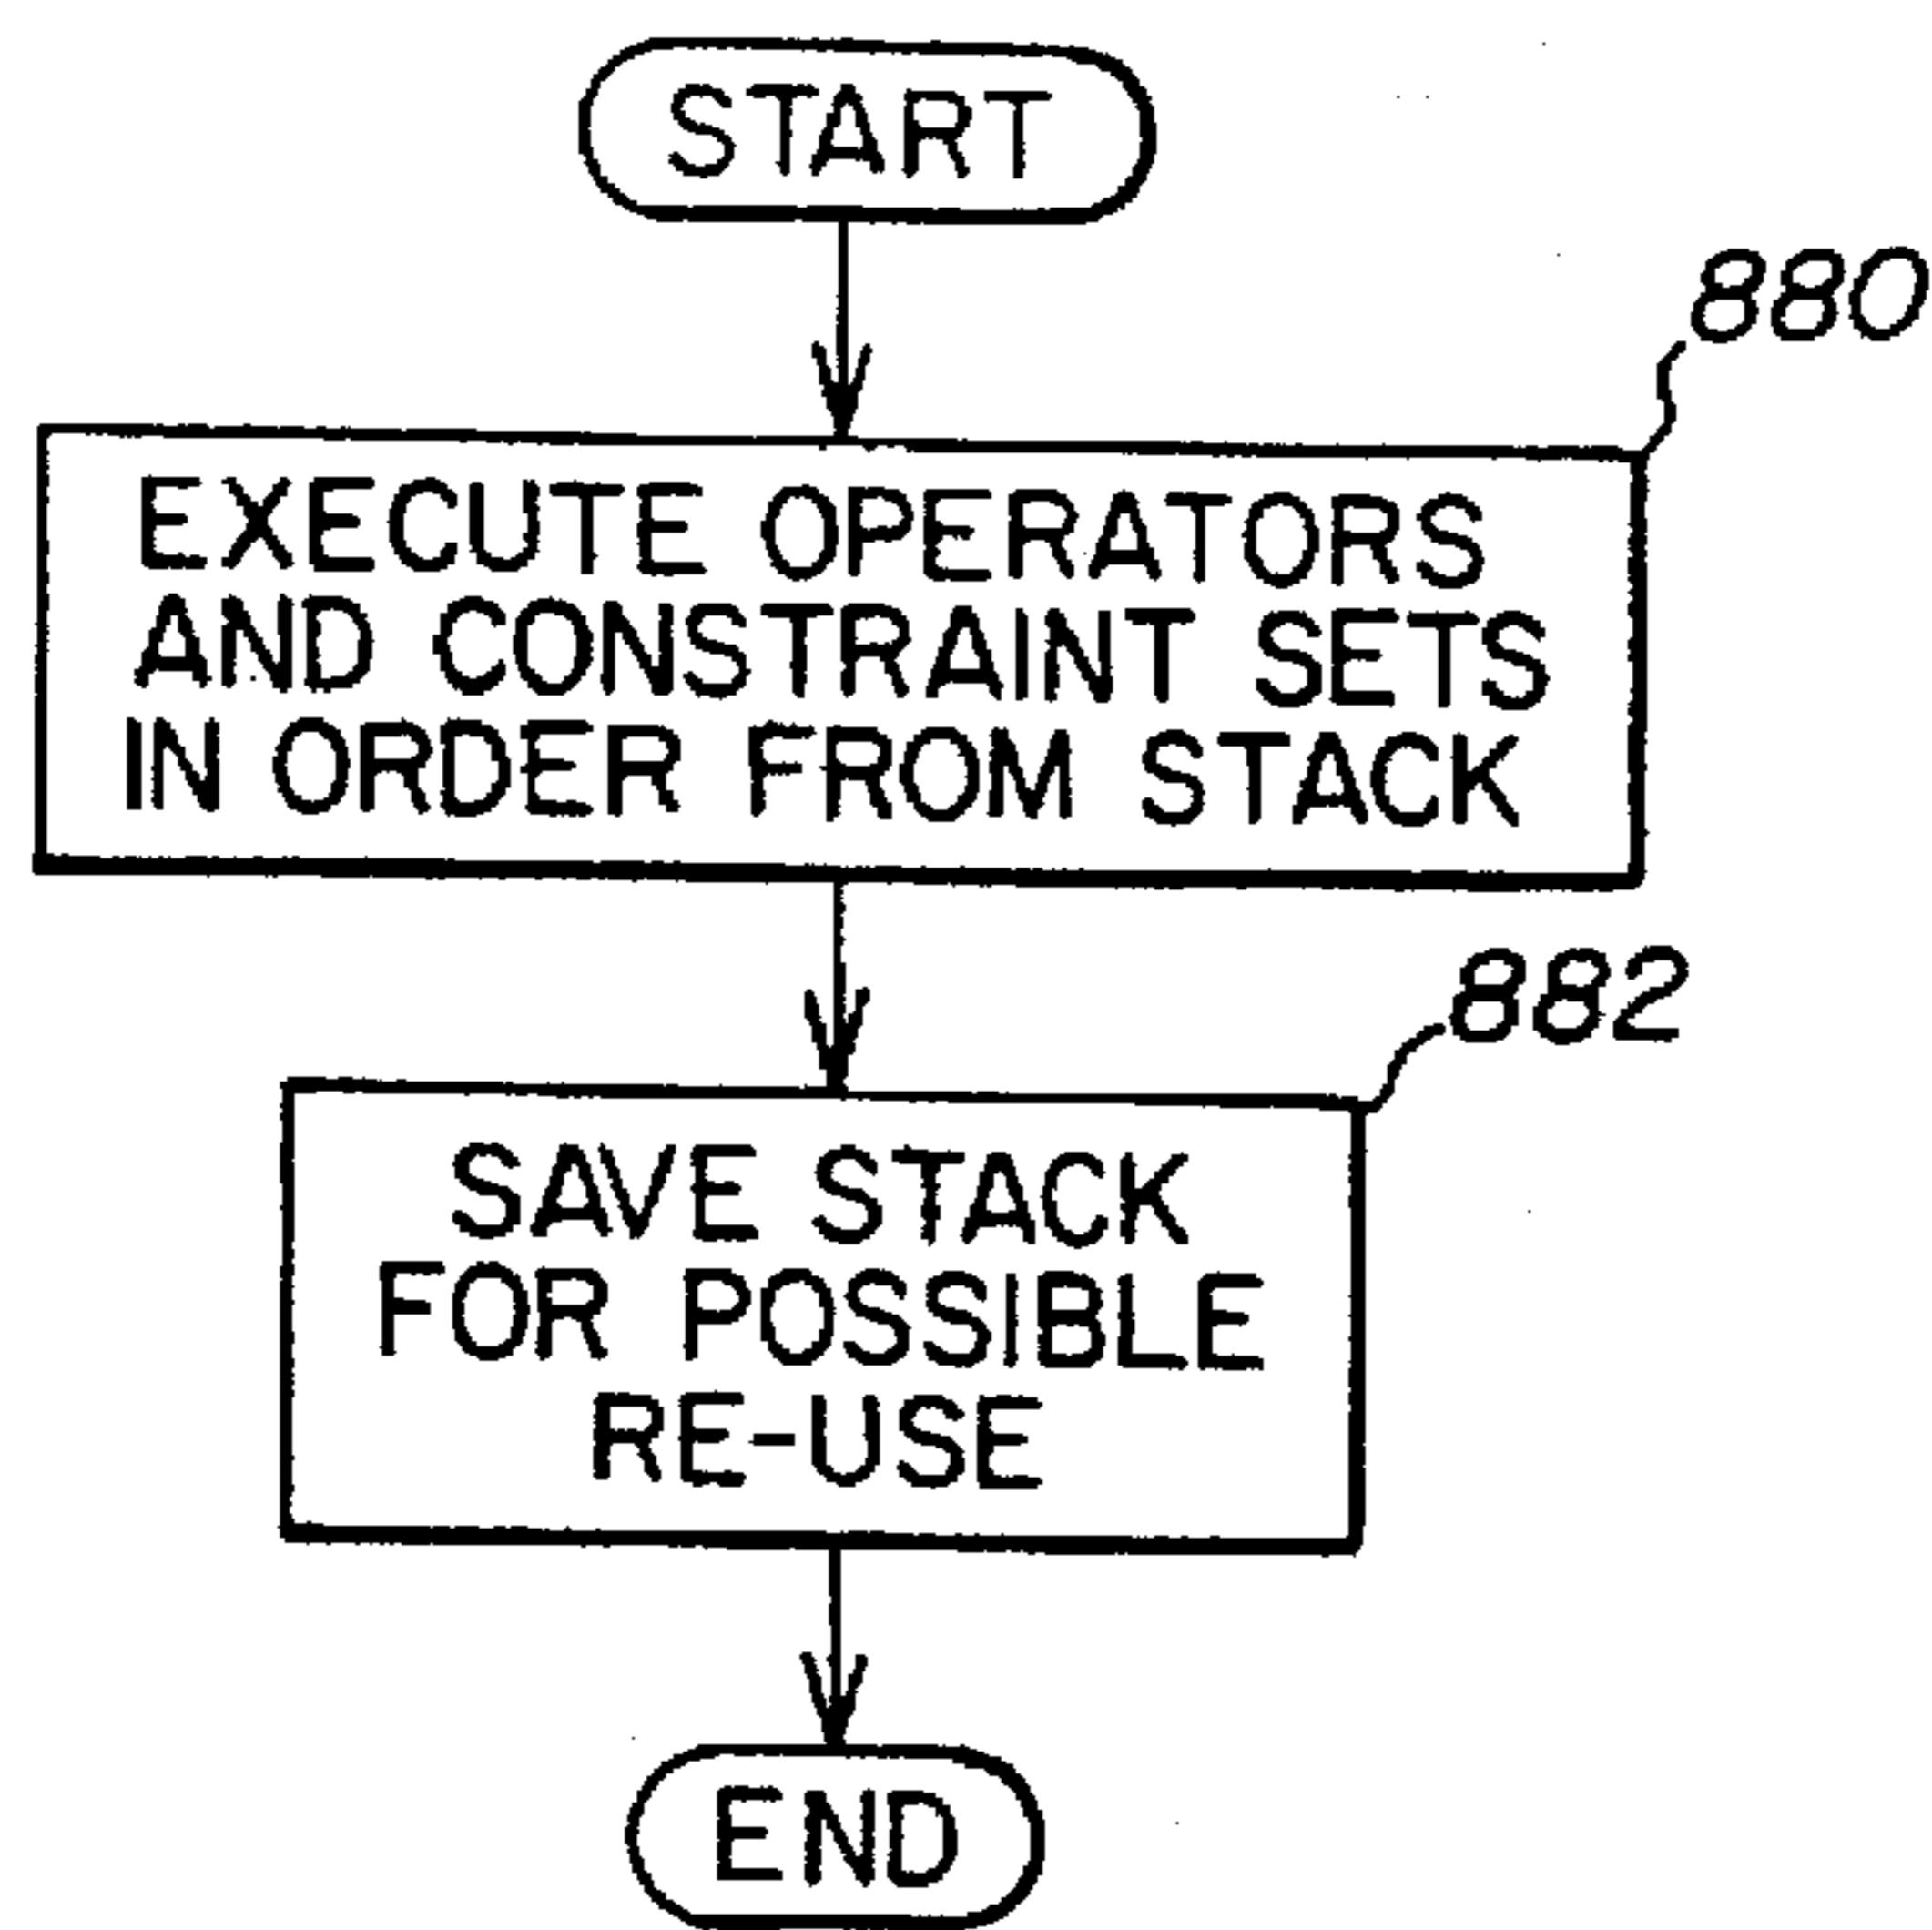 START
880
EXECUTE OPERATORS
AND CONSTRAINT SETS
IN ORDER FROM STACK
882
SAVE STACK
FOR POSSIBLE
RE-USE
END